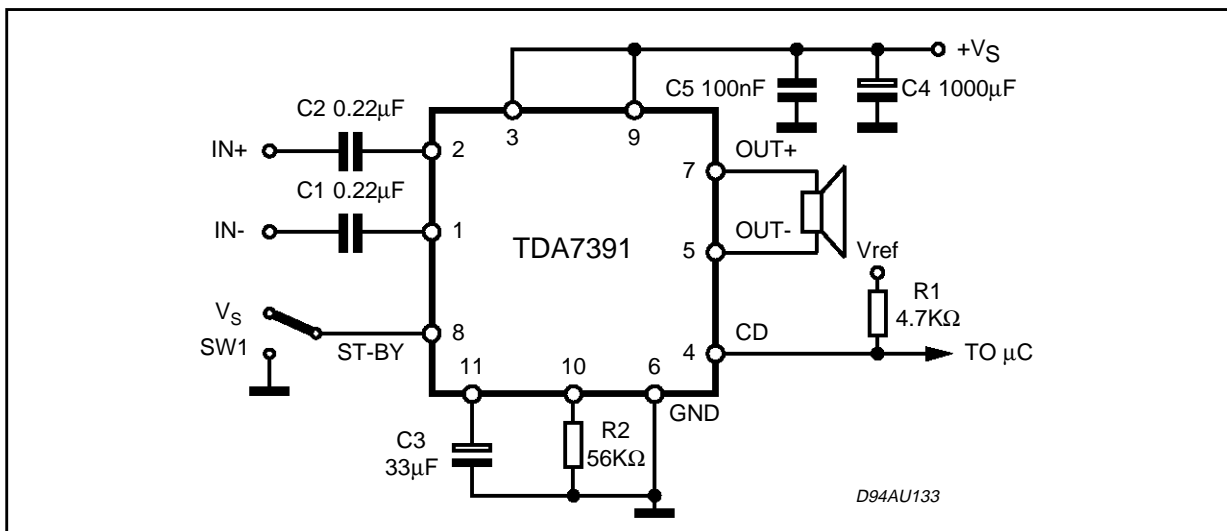 +VS
C5 100nF
C4 1000μF
C2 0.22μF
3
9
IN+
2
OUT+
7
C1 0.22μF
IN-
1
TDA7391
OUT-
5
Vref
R1
4.7KΩ
VS
SW1
ST-BY
8
CD
4
TO μC
11
10
6
GND
C3
33μF
R2
56KΩ
D94AU133